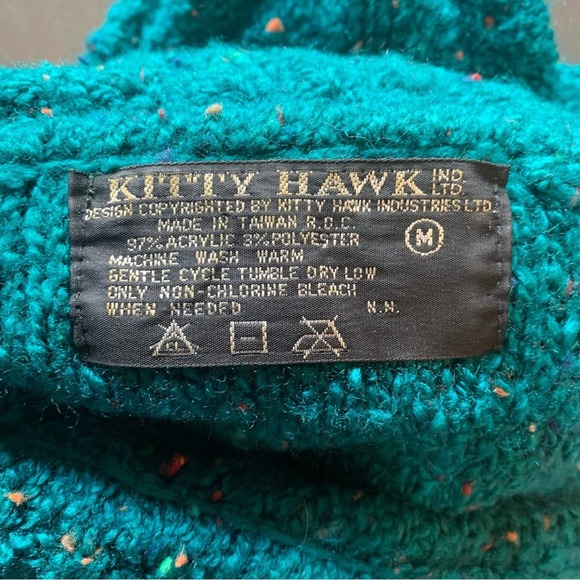 KITTY HAWK IND. LTD.
DESIGN COPYRIGHTED BY KITTY HAWK INDUSTRIES LTD.
MADE IN TAIWAN R.O.C.
97% ACRYLIC 3% POLYESTER
M
MACHINE WASH WARM
GENTLE CYCLE TUMBLE DRY LOW
ONLY NON-CHLORINE BLEACH
WHEN NEEDED N.N.
CL